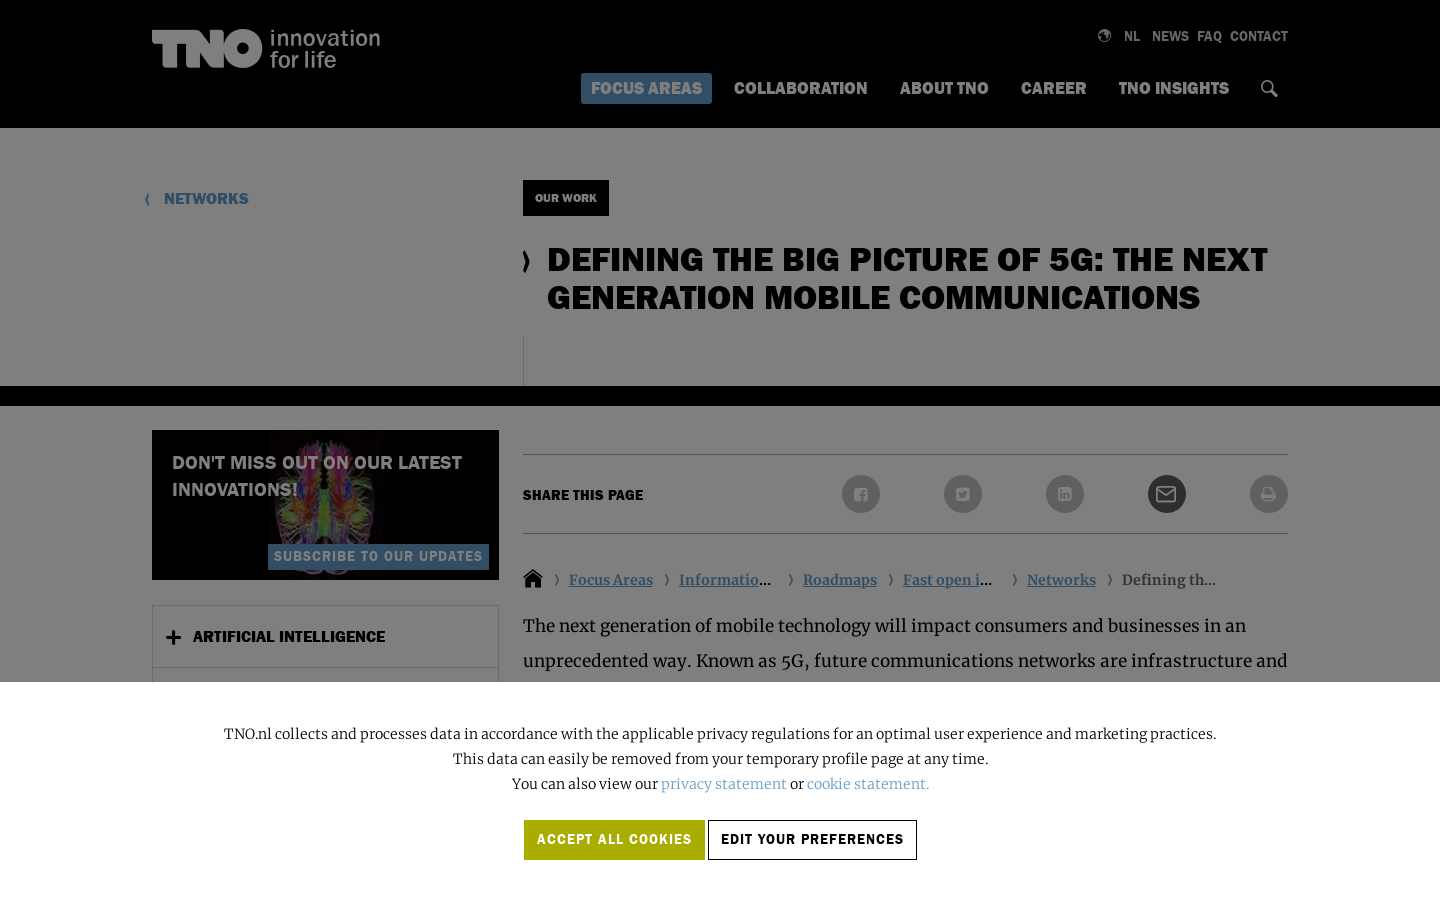 TNO innovation
for life
NL NEWS FAQ CONTACT
FOCUS AREAS COLLABORATION ABOUT TNO CAREER TNO INSIGHTS
NETWORKS
OUR WORK
DEFINING THE BIG PICTURE OF 5G: THE NEXT
GENERATION MOBILE COMMUNICATIONS
DON'T MISS OUT ON OUR LATEST
INNOVATIONS!
SUBSCRIBE TO OUR UPDATES
ARTIFICIAL INTELLIGENCE
SHARE THIS PAGE
Focus Areas Informatio... Roadmaps Fast open i... Networks Defining th...
The next generation of mobile technology will impact consumers and businesses in an
unprecedented way. Known as 5G, future communications networks are infrastructure and
TNO.nl collects and processes data in accordance with the applicable privacy regulations for an optimal user experience and marketing practices.
This data can easily be removed from your temporary profile page at any time.
You can also view our privacy statement or cookie statement.
ACCEPT ALL COOKIES EDIT YOUR PREFERENCES